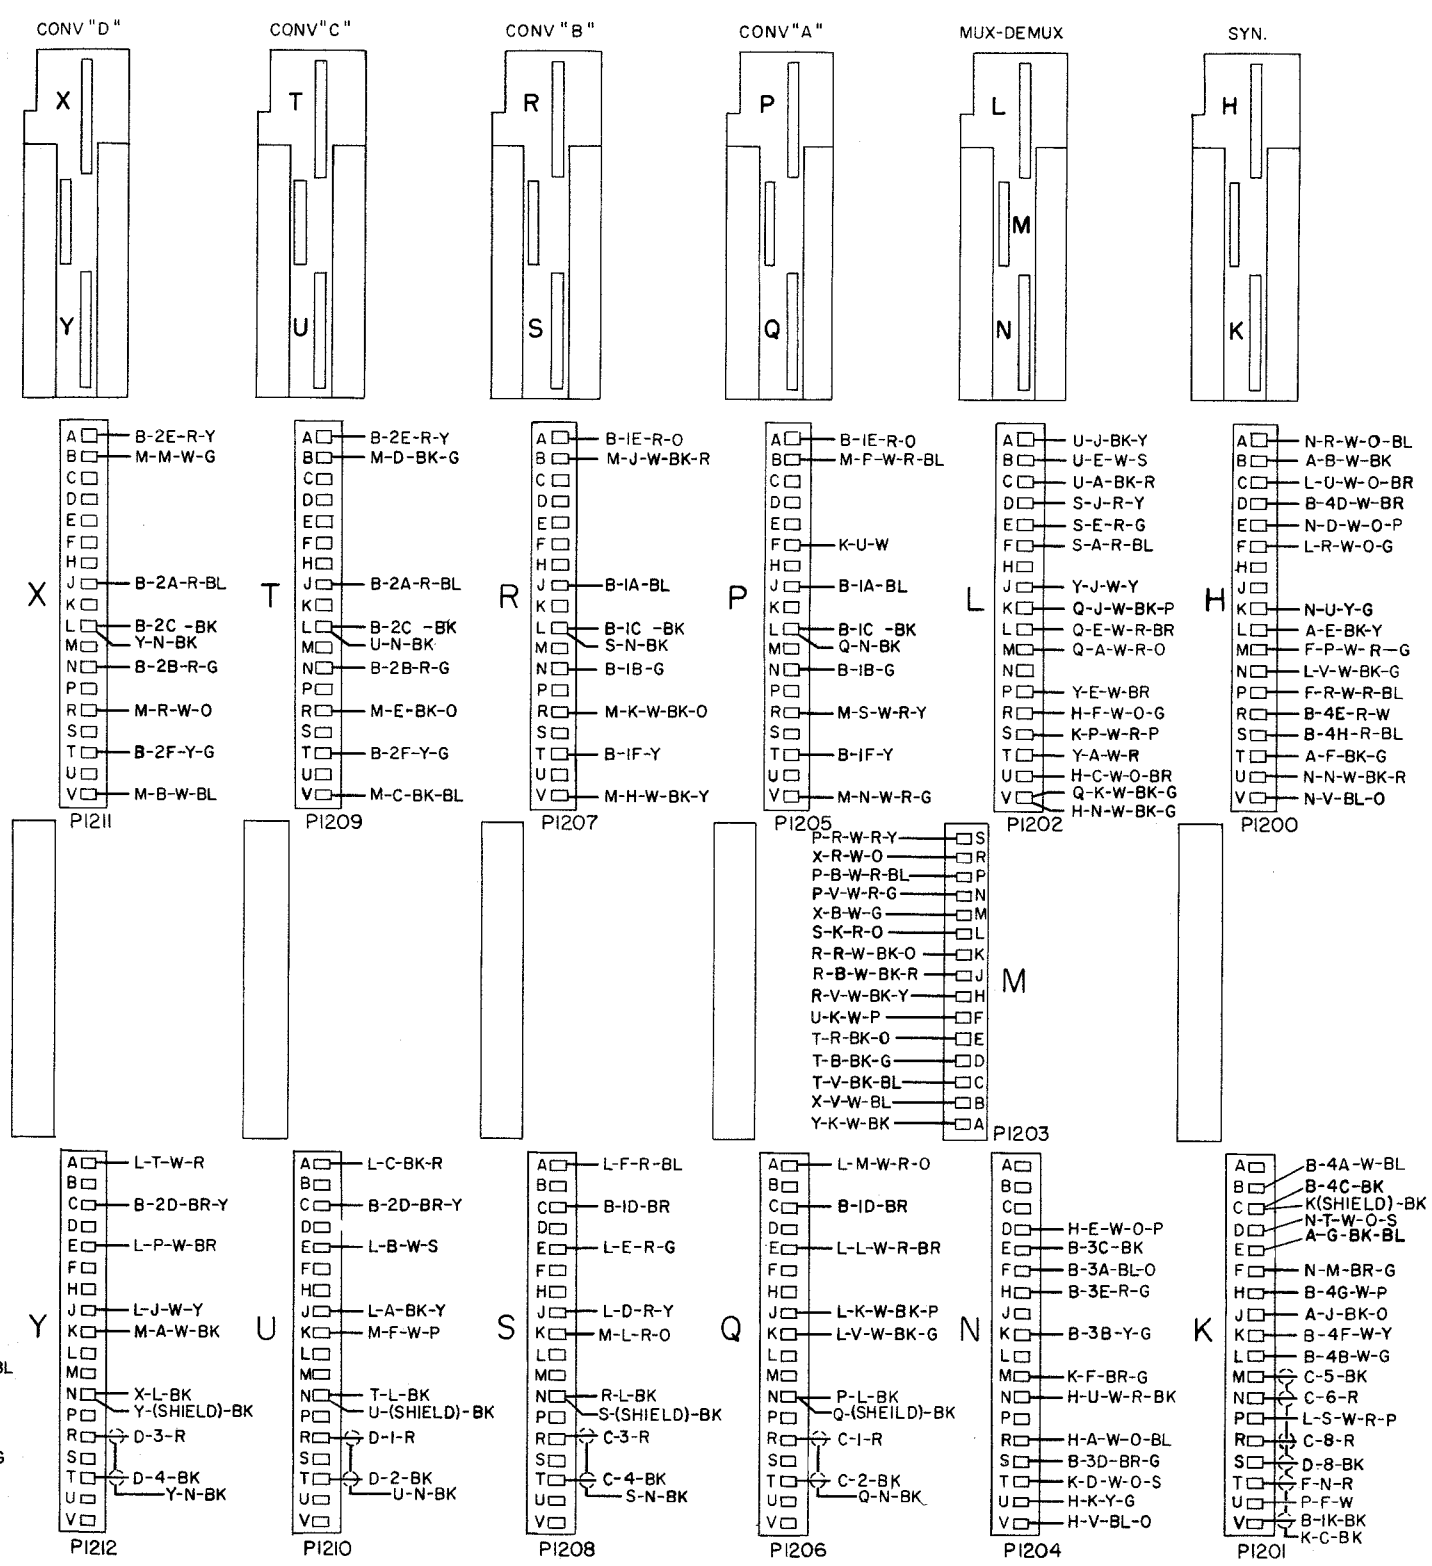 CONV "D"
CONV "C"
CONV "B"
CONV "A"
MUX-DEMUX
SYN.
X
T
R
P
L
H
M
Y
U
S
Q
N
K
X
A B-2E-R-Y
B M-M-W-G
C
D
E
F
H
J B-2A-R-BL
K
L B-2C -BK
Y-N-BK
M
N B-2B-R-G
P
R M-R-W-O
S
T B-2F-Y-G
U
V M-B-W-BL
P1211
T
A B-2E-R-Y
B M-D-BK-G
C
D
E
F
H
J B-2A-R-BL
K
L B-2C -BK
U-N-BK
M
N B-2B-R-G
P
R M-E-BK-O
S
T B-2F-Y-G
U
V M-C-BK-BL
P1209
R
A B-1E-R-O
B M-J-W-BK-R
C
D
E
F
H
J B-1A-BL
K
L B-1C -BK
S-N-BK
M
N B-1B-G
P
R M-K-W-BK-O
S
T B-1F-Y
U
V M-H-W-BK-Y
P1207
P
A B-1E-R-O
B M-F-W-R-BL
C
D
E
F K-U-W
H
J B-1A-BL
K
L B-1C -BK
Q-N-BK
M
N B-1B-G
P
R M-S-W-R-Y
S
T B-1F-Y
U
V M-N-W-R-G
P1205
L
A U-J-BK-Y
B U-E-W-S
C U-A-BK-R
D S-J-R-Y
E S-E-R-G
F S-A-R-BL
H
J Y-J-W-Y
K Q-J-W-BK-P
L Q-E-W-R-BR
M Q-A-W-R-O
N
P Y-E-W-BR
R H-F-W-O-G
S K-P-W-R-P
T Y-A-W-R
U H-C-W-O-BR
V Q-K-W-BK-G
H-N-W-BK-G
P1202
H
A N-R-W-O-BL
B A-B-W-BK
C L-U-W-O-BR
D B-4D-W-BR
E N-D-W-O-P
F L-R-W-O-G
H
J
K N-U-Y-G
L A-E-BK-Y
M F-P-W-R-G
N L-V-W-BK-G
P F-R-W-R-BL
R B-4E-R-W
S B-4H-R-BL
T A-F-BK-G
U N-N-W-BK-R
V N-V-BL-O
P1200
P-R-W-R-Y S
X-R-W-O R
P-B-W-R-BL P
P-V-W-R-G N
X-B-W-G M
S-K-R-O L
R-R-W-BK-O K
R-B-W-BK-R J
R-V-W-BK-Y H
U-K-W-P F
T-R-BK-O E
T-B-BK-G D
T-V-BK-BL C
X-V-W-BL B
Y-K-W-BK A
M
P1203
Y
A L-T-W-R
B
C B-2D-BR-Y
D
E L-P-W-BR
F
H
J L-J-W-Y
K M-A-W-BK
L
M
N X-L-BK
Y-(SHIELD)-BK
P
R D-3-R
S
T D-4-BK
Y-N-BK
U
V
P1212
U
A L-C-BK-R
B
C B-2D-BR-Y
D
E L-B-W-S
F
H
J L-A-BK-Y
K M-F-W-P
L
M
N T-L-BK
U-(SHIELD)-BK
P
R D-1-R
S
T D-2-BK
U-N-BK
U
V
P1210
S
A L-F-R-BL
B
C B-1D-BR
D
E L-E-R-G
F
H
J L-D-R-Y
K M-L-R-O
L
M
N R-L-BK
S-(SHIELD)-BK
P
R C-3-R
S
T C-4-BK
S-N-BK
U
V
P1208
Q
A L-M-W-R-O
B
C B-1D-BR
D
E L-L-W-R-BR
F
H
J L-K-W-BK-P
K L-V-W-BK-G
L
M
N P-L-BK
Q-(SHEILD)-BK
P
R C-1-R
S
T C-2-BK
Q-N-BK
U
V
P1206
N
A
B
C
D H-E-W-O-P
E B-3C-BK
F B-3A-BL-O
H B-3E-R-G
J
K B-3B-Y-G
L
M K-F-BR-G
N H-U-W-R-BK
P
R H-A-W-O-BL
S B-3D-BR-G
T K-D-W-O-S
U H-K-Y-G
V H-V-BL-O
P1204
K
A
B B-4A-W-BL
C B-4C-BK
K(SHIELD)-BK
D N-T-W-O-S
E A-G-BK-BL
F N-M-BR-G
H B-4G-W-P
J A-J-BK-O
K B-4F-W-Y
L B-4B-W-G
M C-5-BK
N C-6-R
P L-S-W-R-P
R C-8-R
S D-8-BK
T F-N-R
U P-F-W
V B-1K-BK
K-C-BK
P1201
BL
G